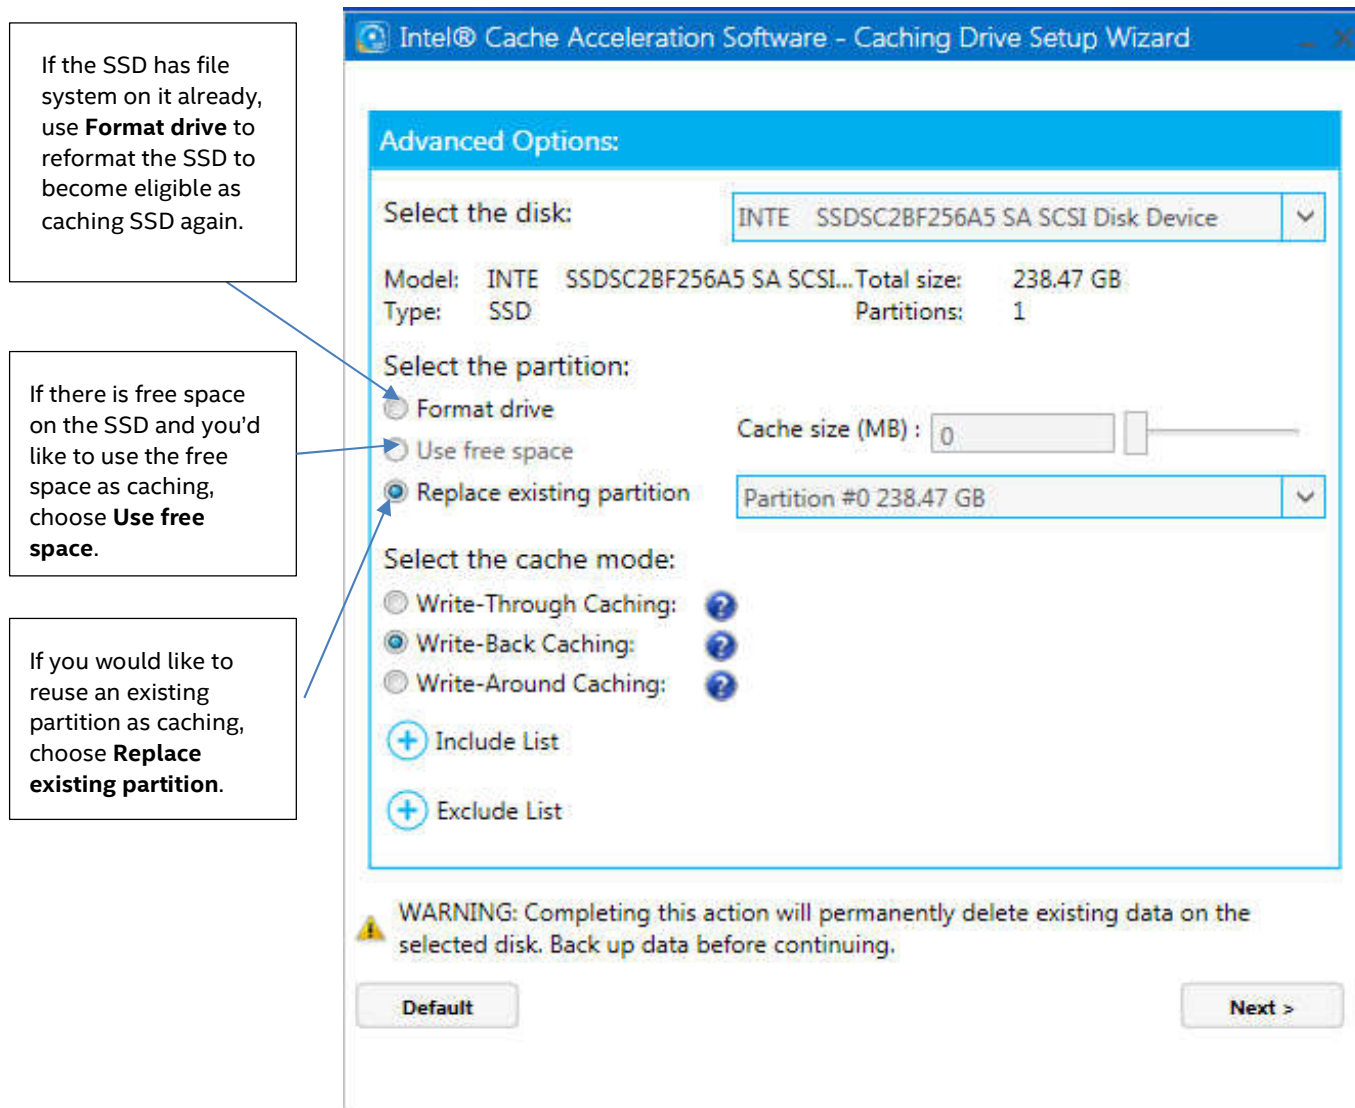 If the SSD has file
system on it already,
use Format drive to
reformat the SSD to
become eligible as
caching SSD again.
If there is free space
on the SSD and you'd
like to use the free
space as caching,
choose Use free
space.
If you would like to
reuse an existing
partition as caching,
choose Replace
existing partition.
Intel® Cache Acceleration Software - Caching Drive Setup Wizard
Advanced Options:
Select the disk: INTE SSDSC2BF256A5 SA SCSI Disk Device
Model: INTE SSDSC2BF256A5 SA SCSI... Total size: 238.47 GB
Type: SSD Partitions: 1
Select the partition:
Format drive
Cache size (MB) : 0
Use free space
Replace existing partition Partition #0 238.47 GB
Select the cache mode:
Write-Through Caching: ?
Write-Back Caching: ?
Write-Around Caching: ?
+ Include List
+ Exclude List
WARNING: Completing this action will permanently delete existing data on the
selected disk. Back up data before continuing.
Default Next >